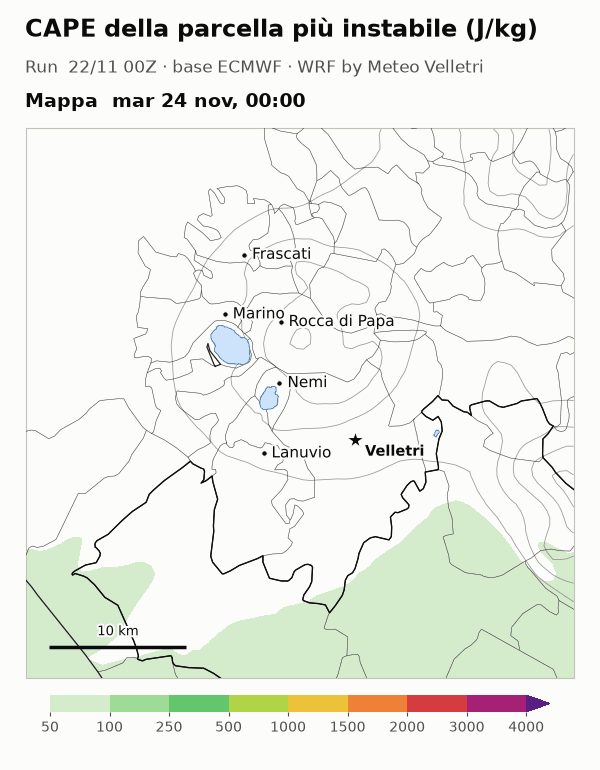 CAPE della parcella più instabile (J/kg)
Run 22/11 00Z · base ECMWF · WRF by Meteo Velletri
Mappa mar 24 nov, 00:00
Frascati
Marino
Rocca di Papa
Nemi
Velletri
Lanuvio
10 km
50 100 250 500 1000 1500 2000 3000 4000